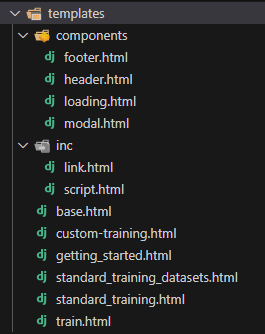 templates
components
dj footer.html
dj header.html
dj loading.html
dj modal.html
inc
dj link.html
dj script.html
dj base.html
dj custom-training.html
dj getting_started.html
dj standard_training_datasets.html
dj standard_training.html
dj train.html